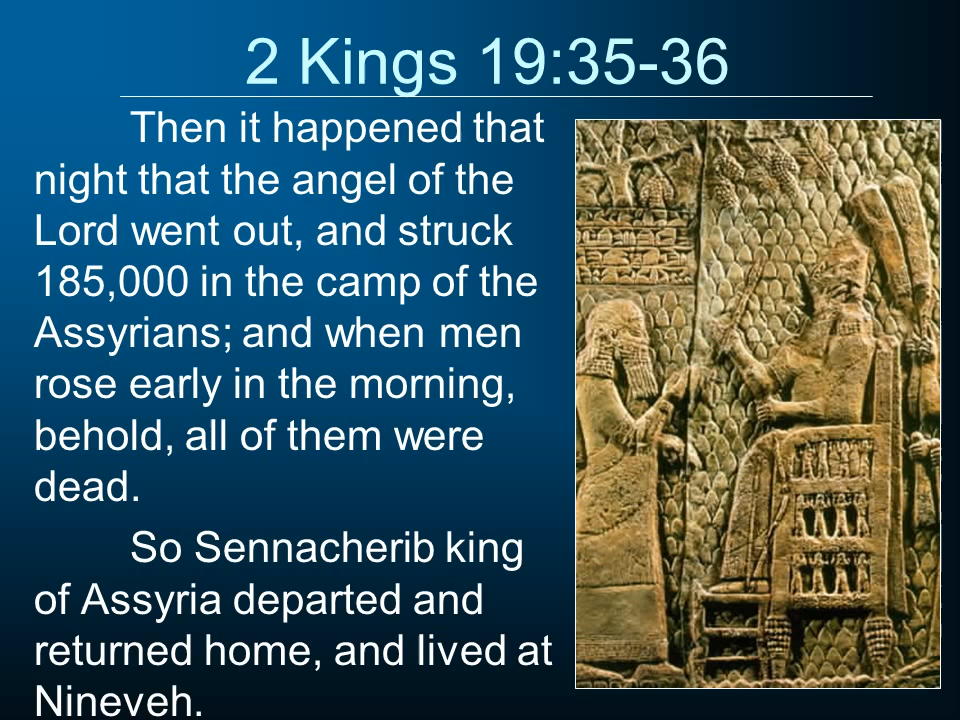 2 Kings 19:35-36
Then it happened that
night that the angel of the
Lord went out, and struck
185,000 in the camp of the
Assyrians; and when men
rose early in the morning,
behold, all of them were
dead.
So Sennacherib king
of Assyria departed and
returned home, and lived at
Nineveh.